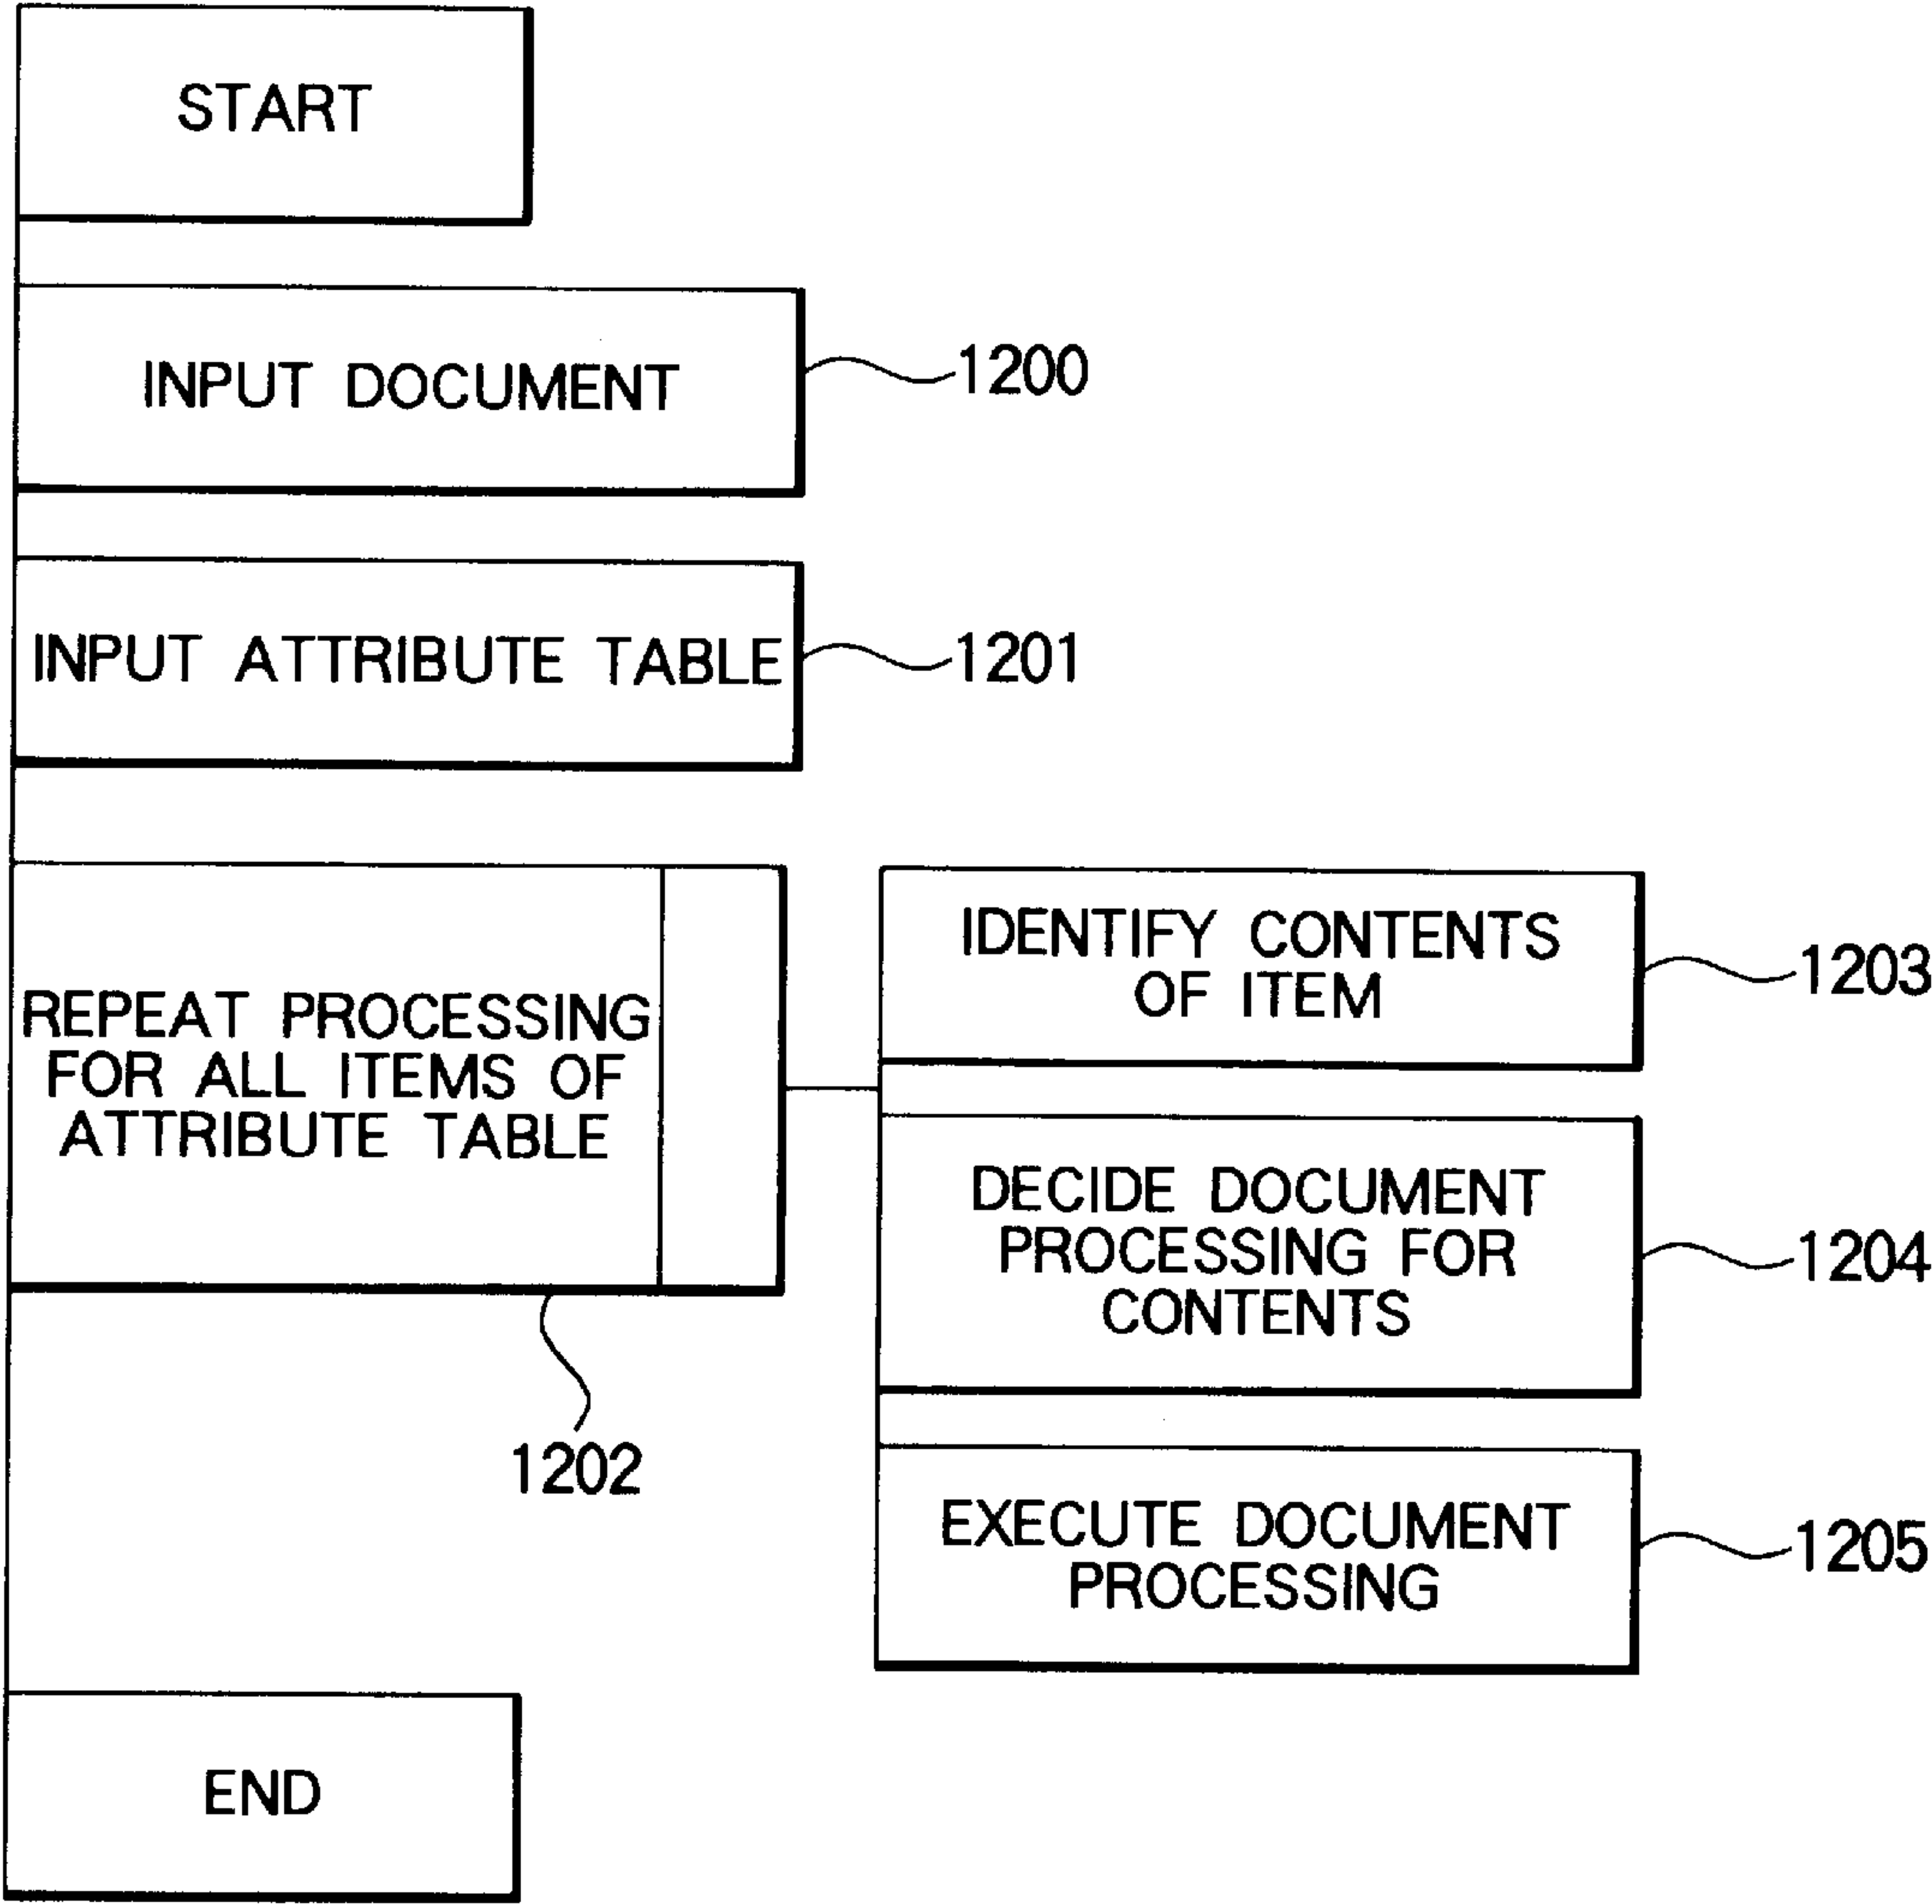 START
INPUT DOCUMENT
1200
INPUT ATTRIBUTE TABLE
1201
REPEAT PROCESSING
FOR ALL ITEMS OF
ATTRIBUTE TABLE
1202
IDENTIFY CONTENTS
OF ITEM
1203
DECIDE DOCUMENT
PROCESSING FOR
CONTENTS
1204
EXECUTE DOCUMENT
PROCESSING
1205
END